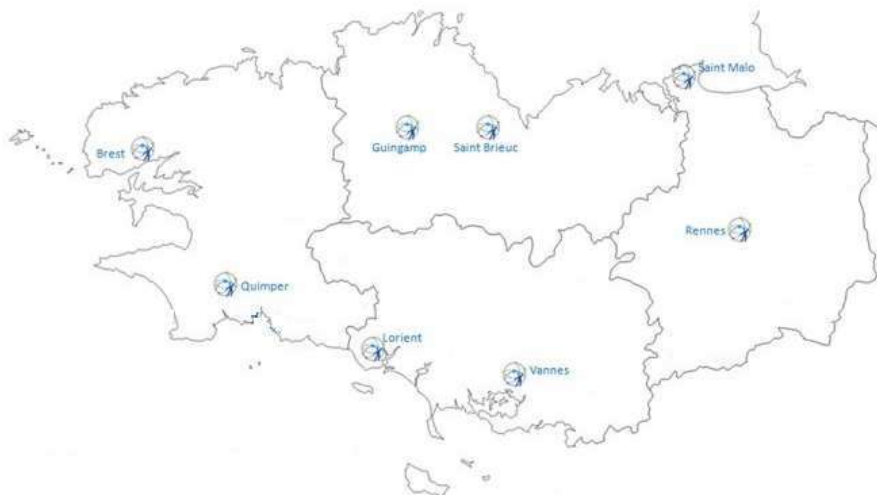 Saint Malo
Brest
Guingamp
Saint Brieuc
Rennes
Quimper
Lorient
Vannes